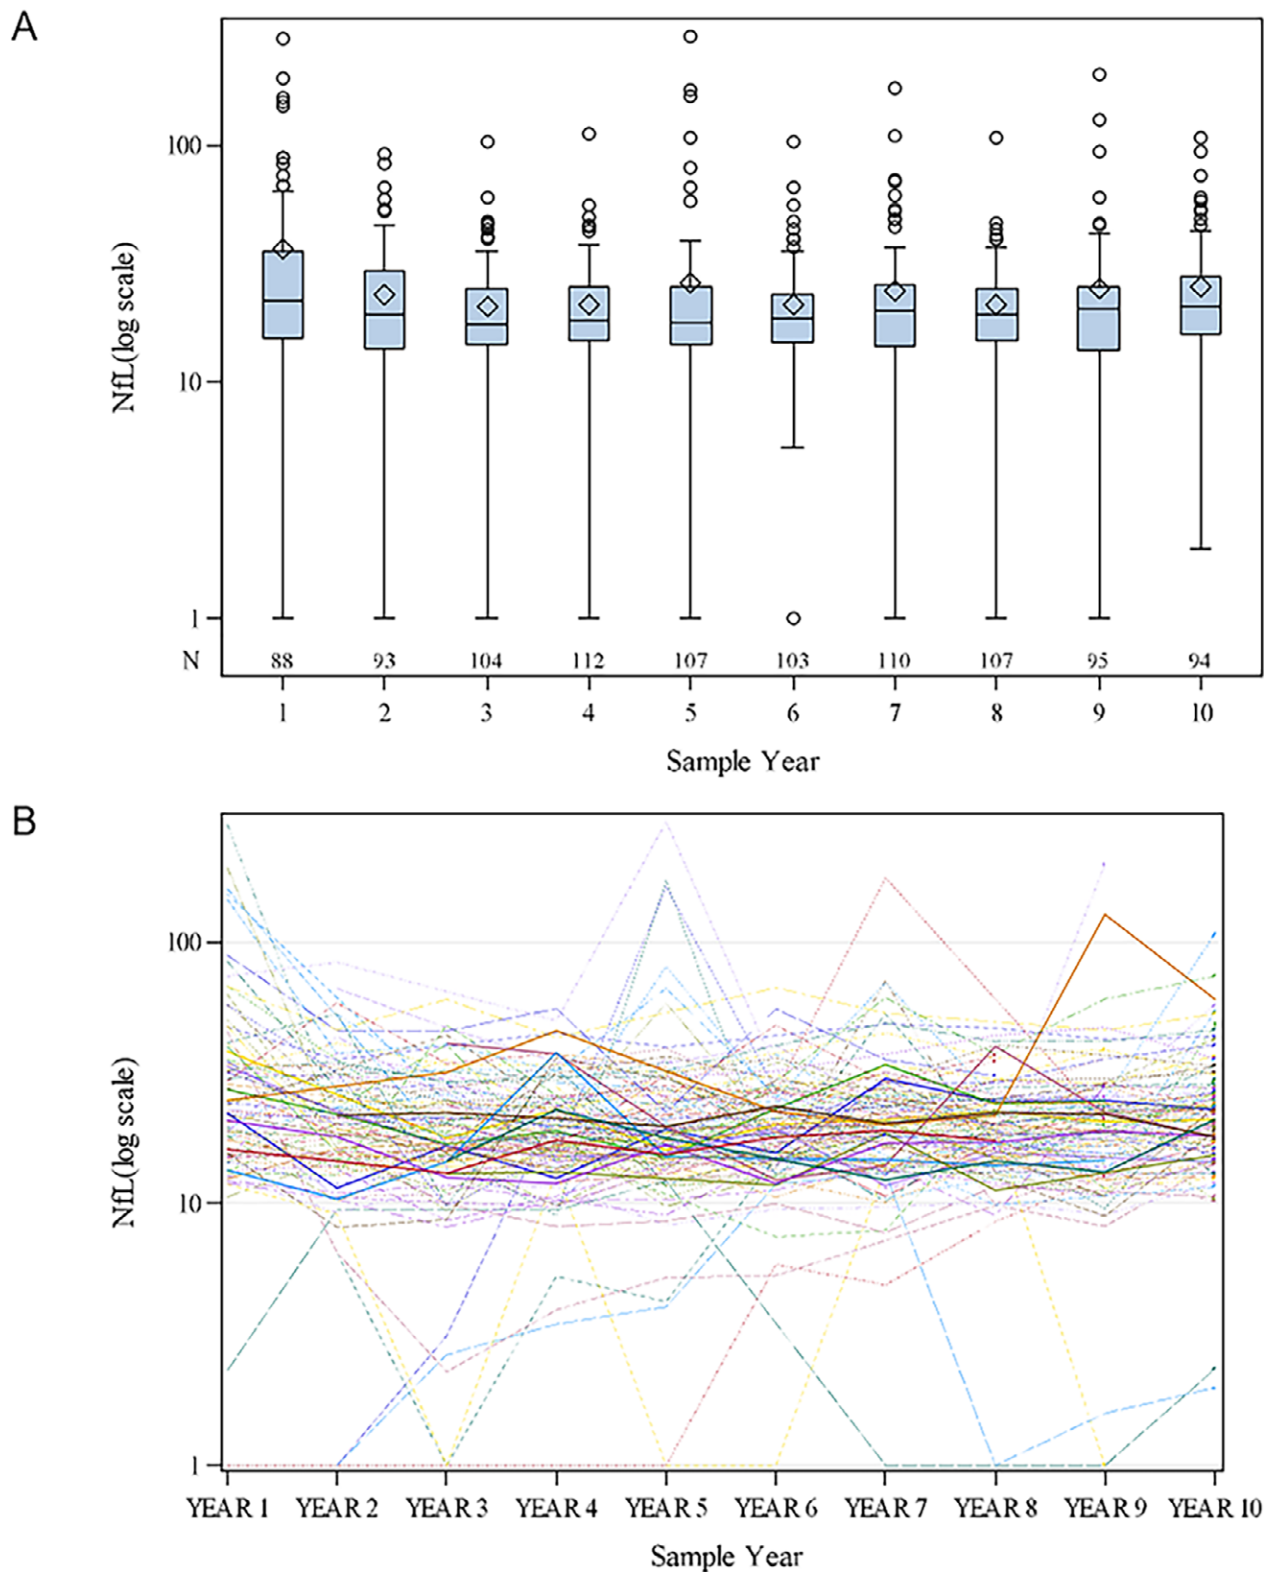 A
NfL(log scale)
100
10
1
N 88 93 104 112 107 103 110 107 95 94
1 2 3 4 5 6 7 8 9 10
Sample Year
B
NfL(log scale)
100
10
1
YEAR 1 YEAR 2 YEAR 3 YEAR 4 YEAR 5 YEAR 6 YEAR 7 YEAR 8 YEAR 9 YEAR 10
Sample Year